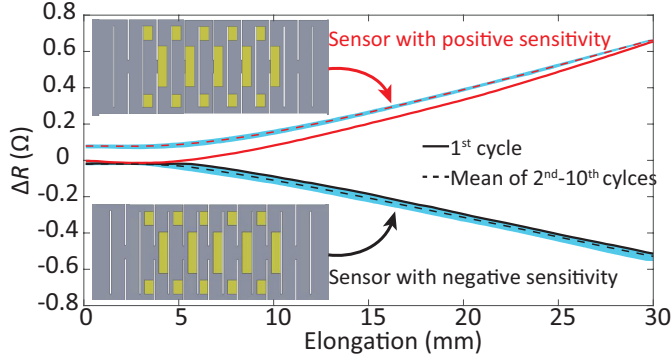 0.8
0.6
0.4
0.2
0
-0.2
-0.4
-0.6
-0.8
ΔR (Ω)
Sensor with positive sensitivity
1st cycle
Mean of 2nd-10th cylces
Sensor with negative sensitivity
0 5 10 15 20 25 30
Elongation (mm)